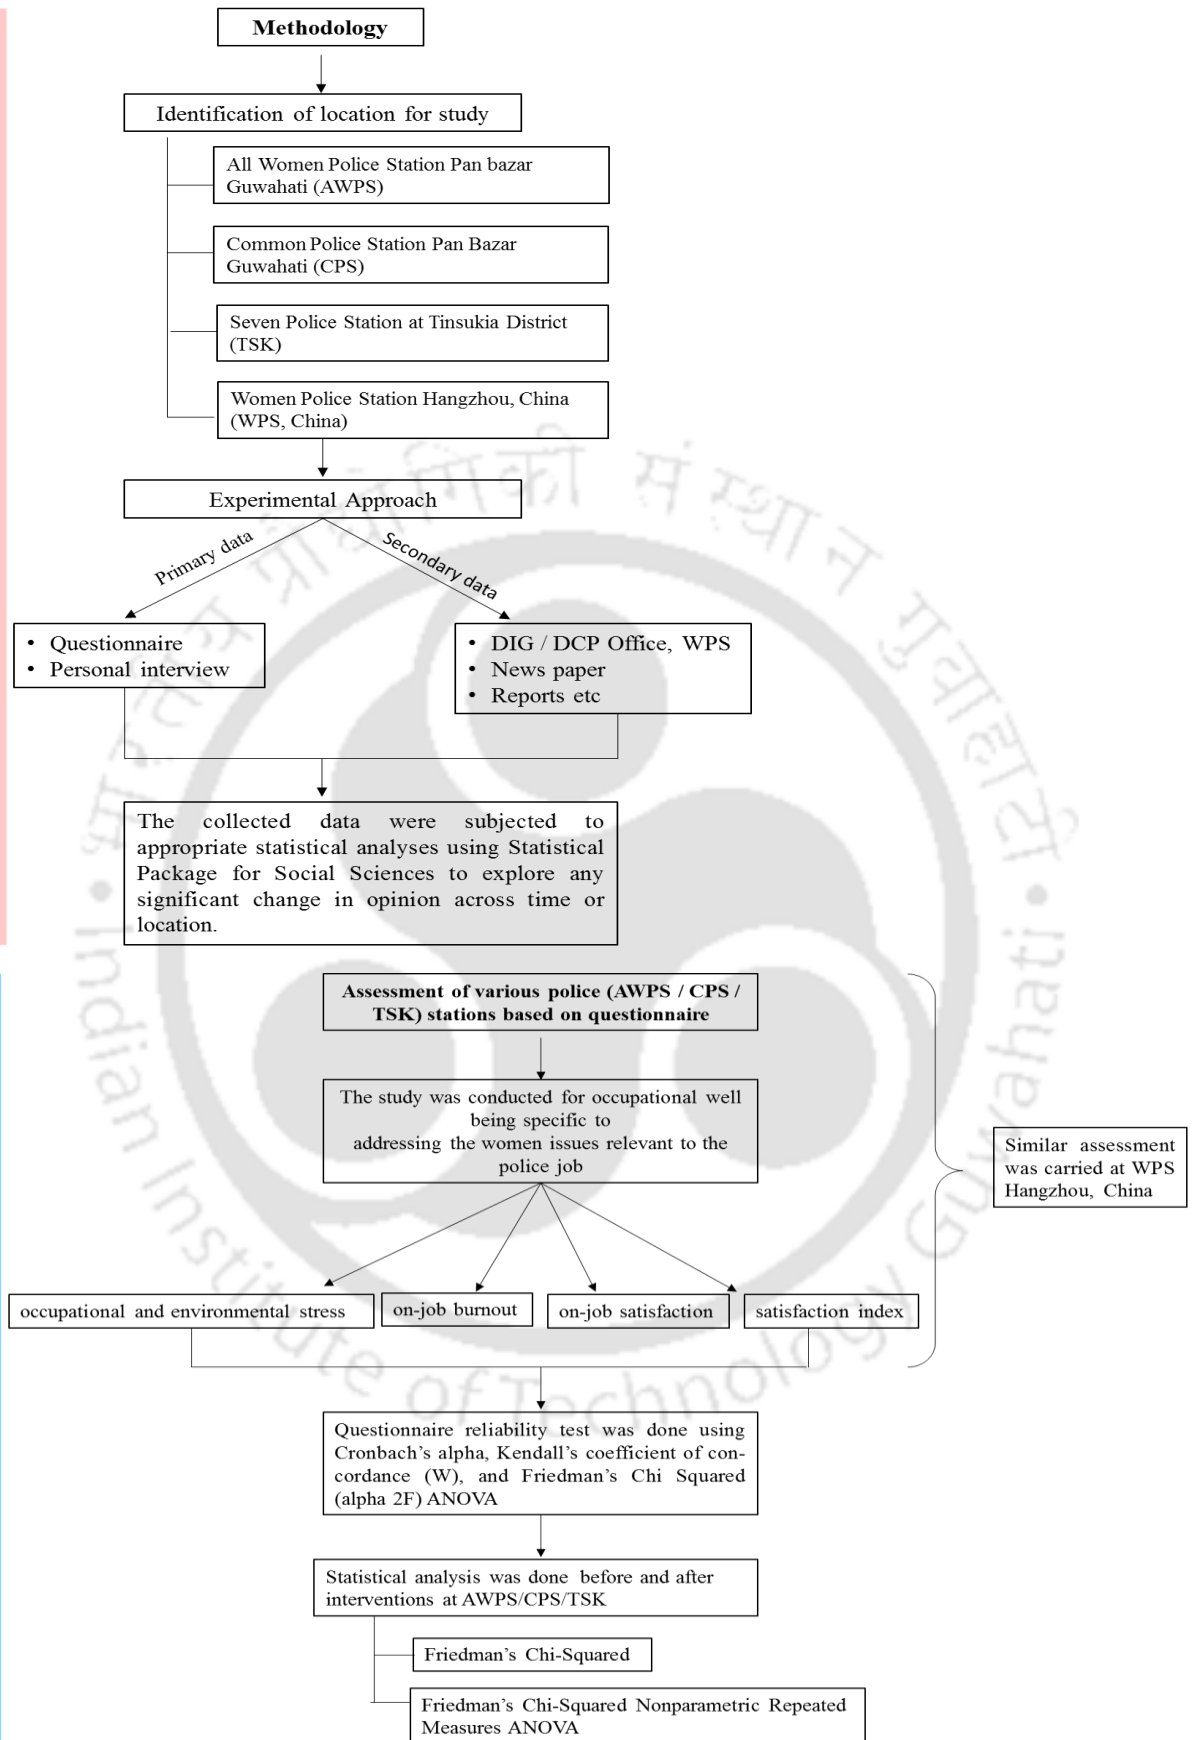 Methodology
Identification of location for study
All Women Police Station Pan bazar
Guwahati (AWPS)
Common Police Station Pan Bazar
Guwahati (CPS)
Seven Police Station at Tinsukia District
(TSK)
Women Police Station Hangzhou, China
(WPS, China)
Experimental Approach
Primary data
Secondary data
• Questionnaire
• Personal interview
• DIG / DCP Office, WPS
• News paper
• Reports etc
The collected data were subjected to
appropriate statistical analyses using Statistical
Package for Social Sciences to explore any
significant change in opinion across time or
location.
Assessment of various police (AWPS / CPS /
TSK) stations based on questionnaire
The study was conducted for occupational well
being specific to
addressing the women issues relevant to the
police job
Similar assessment
was carried at WPS
Hangzhou, China
occupational and environmental stress
on-job burnout
on-job satisfaction
satisfaction index
Questionnaire reliability test was done using
Cronbach's alpha, Kendall's coefficient of con-
cordance (W), and Friedman's Chi Squared
(alpha 2F) ANOVA
Statistical analysis was done before and after
interventions at AWPS/CPS/TSK
Friedman's Chi-Squared
Friedman's Chi-Squared Nonparametric Repeated
Measures ANOVA
भारतीय प्रौद्योगिकी संस्थान गुवाहाटी
Indian Institute of Technology Guwahati